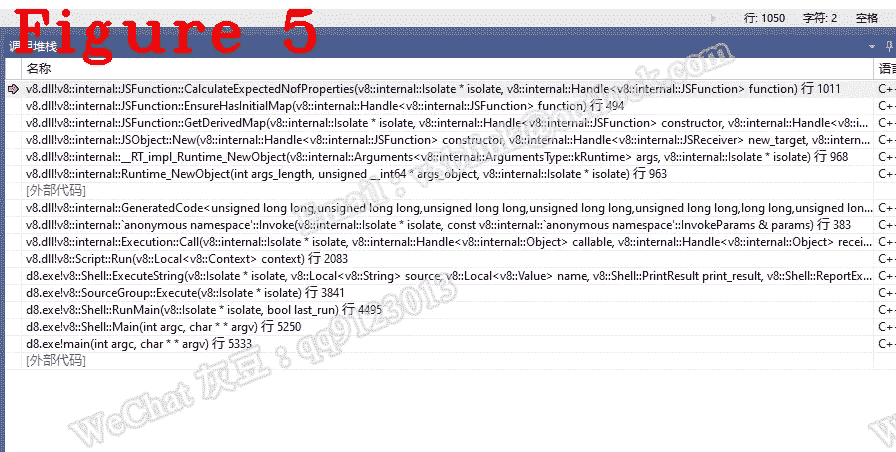 行: 1050 字符: 2 空格
Figure 5
调用堆栈
名称 语言
v8.dll!v8::internal::JSFunction::CalculateExpectedNofProperties(v8::internal::Isolate * isolate, v8::internal::Handle<v8::internal::JSFunction> function) 行 1011 C++
v8.dll!v8::internal::JSFunction::EnsureHasInitialMap(v8::internal::Handle<v8::internal::JSFunction> function) 行 494 C++
v8.dll!v8::internal::JSFunction::GetDerivedMap(v8::internal::Isolate * isolate, v8::internal::Handle<v8::internal::JSFunction> constructor, v8::internal::Handle<v8::in C++
v8.dll!v8::internal::JSObject::New(v8::internal::Handle<v8::internal::JSFunction> constructor, v8::internal::Handle<v8::internal::JSReceiver> new_target, v8::intern... C++
v8.dll!v8::internal::__RT_impl_Runtime_NewObject(v8::internal::Arguments<v8::internal::ArgumentsType::kRuntime> args, v8::internal::Isolate * isolate) 行 968 C++
v8.dll!v8::internal::Runtime_NewObject(int args_length, unsigned __int64 * args_object, v8::internal::Isolate * isolate) 行 963 C++
[外部代码]
v8.dll!v8::internal::GeneratedCode<unsigned long long,unsigned long long,unsigned long long,unsigned long long,unsigned long long,long long,unsigned lon... C++
v8.dll!v8::internal::`anonymous namespace'::Invoke(v8::internal::Isolate * isolate, const v8::internal::`anonymous namespace'::InvokeParams & params) 行 383 C++
v8.dll!v8::internal::Execution::Call(v8::internal::Isolate * isolate, v8::internal::Handle<v8::internal::Object> callable, v8::internal::Handle<v8::internal::Object> recei... C++
v8.dll!v8::Script::Run(v8::Local<v8::Context> context) 行 2083 C++
d8.exe!v8::Shell::ExecuteString(v8::Isolate * isolate, v8::Local<v8::String> source, v8::Local<v8::Value> name, v8::Shell::PrintResult print_result, v8::Shell::ReportEx... C++
d8.exe!v8::SourceGroup::Execute(v8::Isolate * isolate) 行 3841 C++
d8.exe!v8::Shell::RunMain(v8::Isolate * isolate, bool last_run) 行 4495 C++
d8.exe!v8::Shell::Main(int argc, char * * argv) 行 5250 C++
d8.exe!main(int argc, char * * argv) 行 5333 C++
[外部代码]
WeChat 灰豆：qq9123013